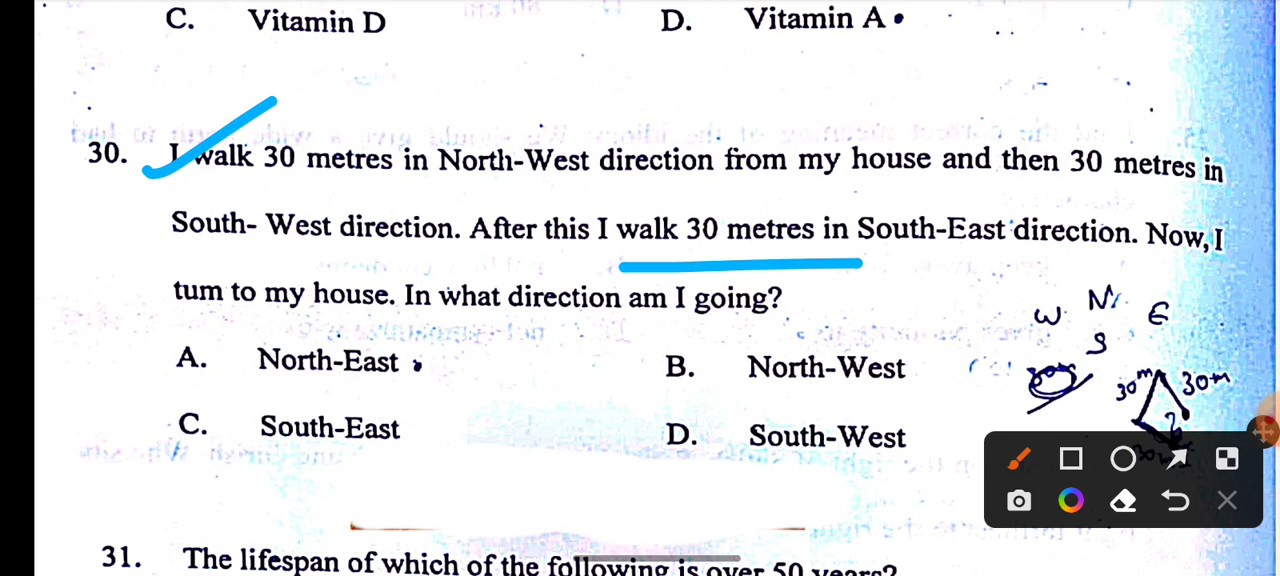 C. Vitamin D D. Vitamin A
30. I walk 30 metres in North-West direction from my house and then 30 metres in
South- West direction. After this I walk 30 metres in South-East direction. Now, I
tum to my house. In what direction am I going?
W N E
S
30m 30m
A. North-East B. North-West
C. South-East D. South-West
31. The lifespan of which of the following is over 50 years?